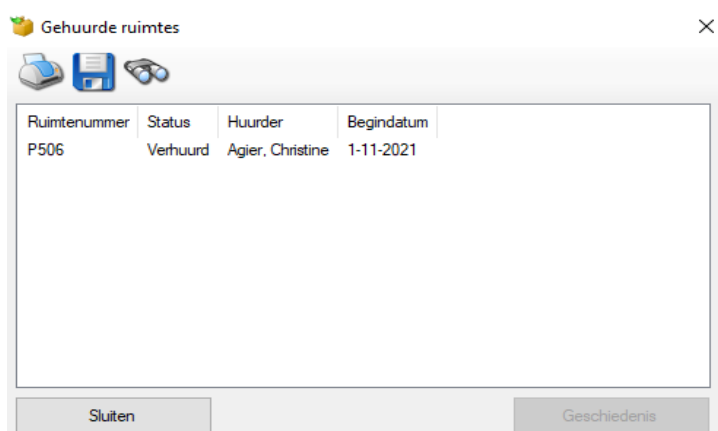 Gehuurde ruimtes
Ruimtenummer Status Huurder Begindatum
P506 Verhuurd Agier, Christine 1-11-2021
Sluiten Geschiedenis